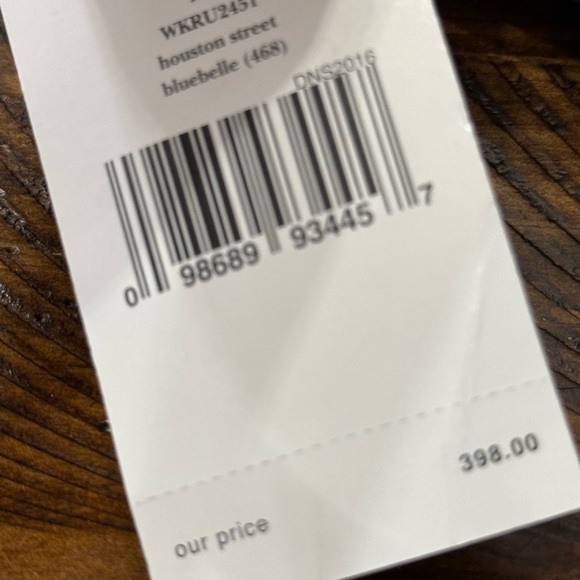 WKRU2451
houston street
bluebelle (468)
DNS2016
0 98689 93445 7
398.00
our price